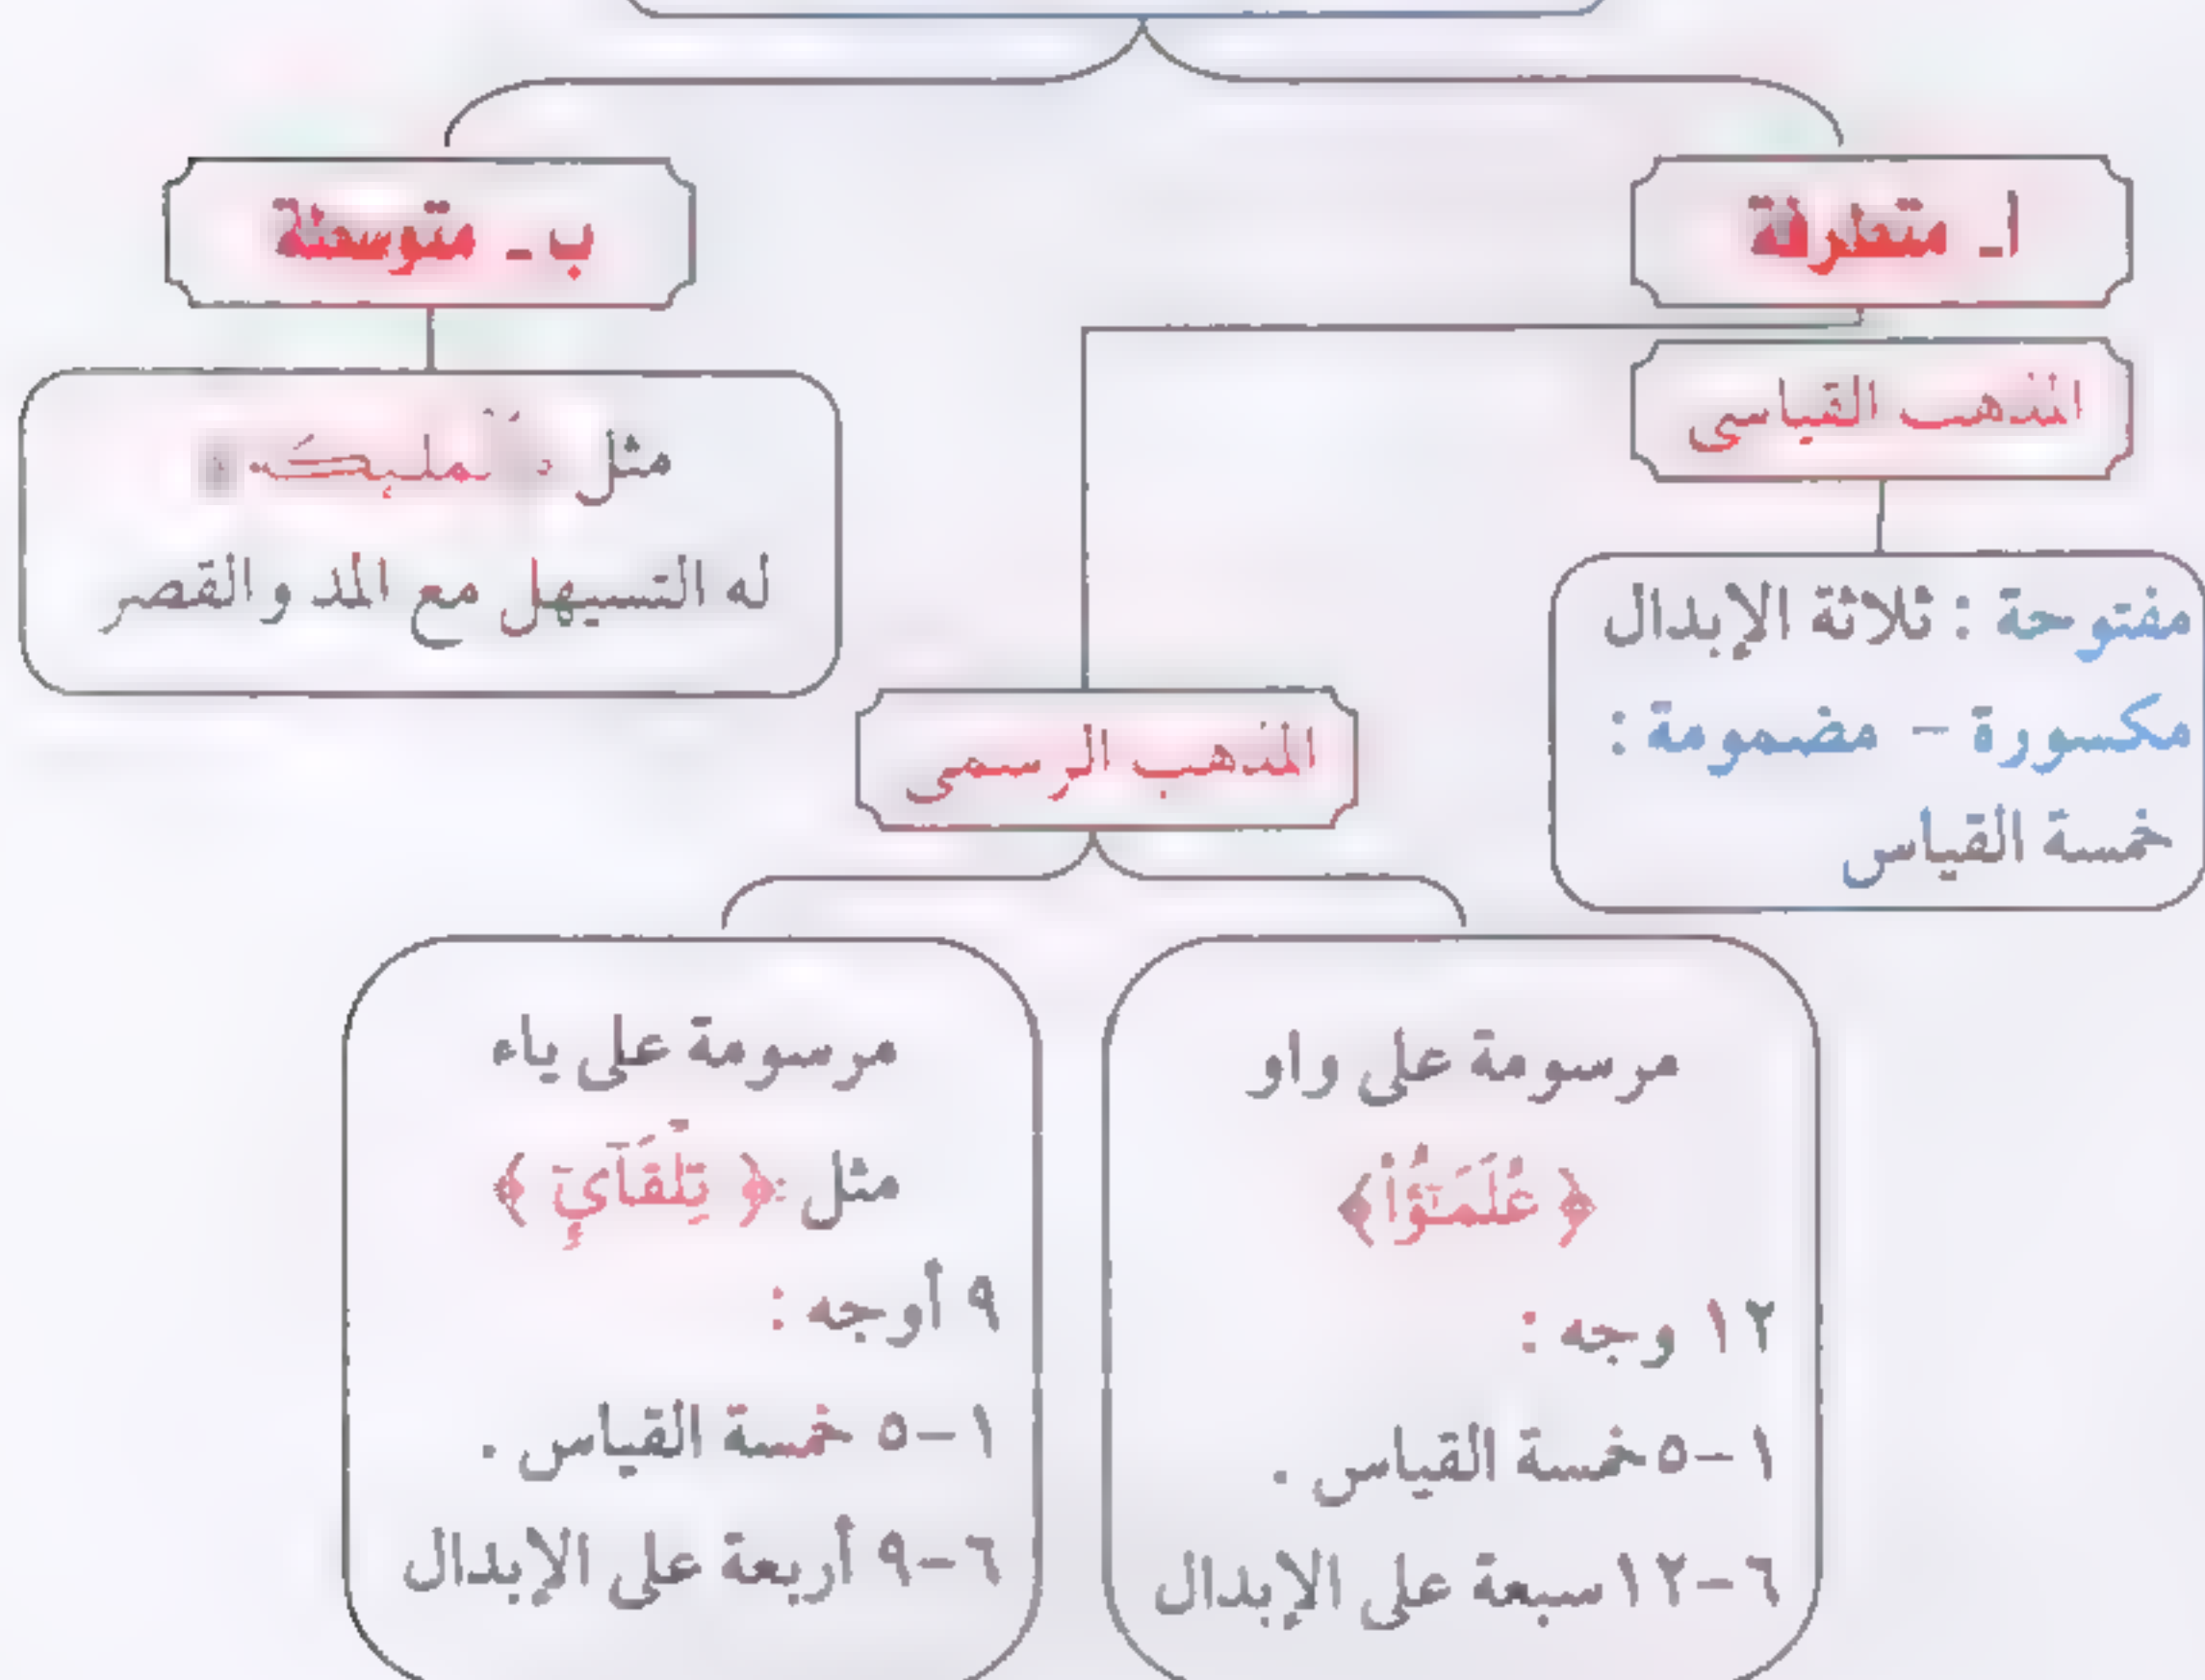 ا ـ متطرفة
المذهب القياسى
مفتوحة : ثلاثة الإبدال
مكسورة – مضمومة :
خمسة القياس
ب ـ متوسطة
مثل
له التسهيل مع المد والقصر
المذهب الرسمى
مرسومة على واو
﴿ عُلَمَـٰٓؤُاْ﴾
١٢ وجه :
١–٥ خمسة القياس .
٦–١٢ سبعة على الإبدال
مرسومة على ياء
مثل :﴿ تِلْقَآيِٕ ﴾
٩ أوجه :
١–٥ خمسة القياس .
٦–٩ أربعة على الإبدال